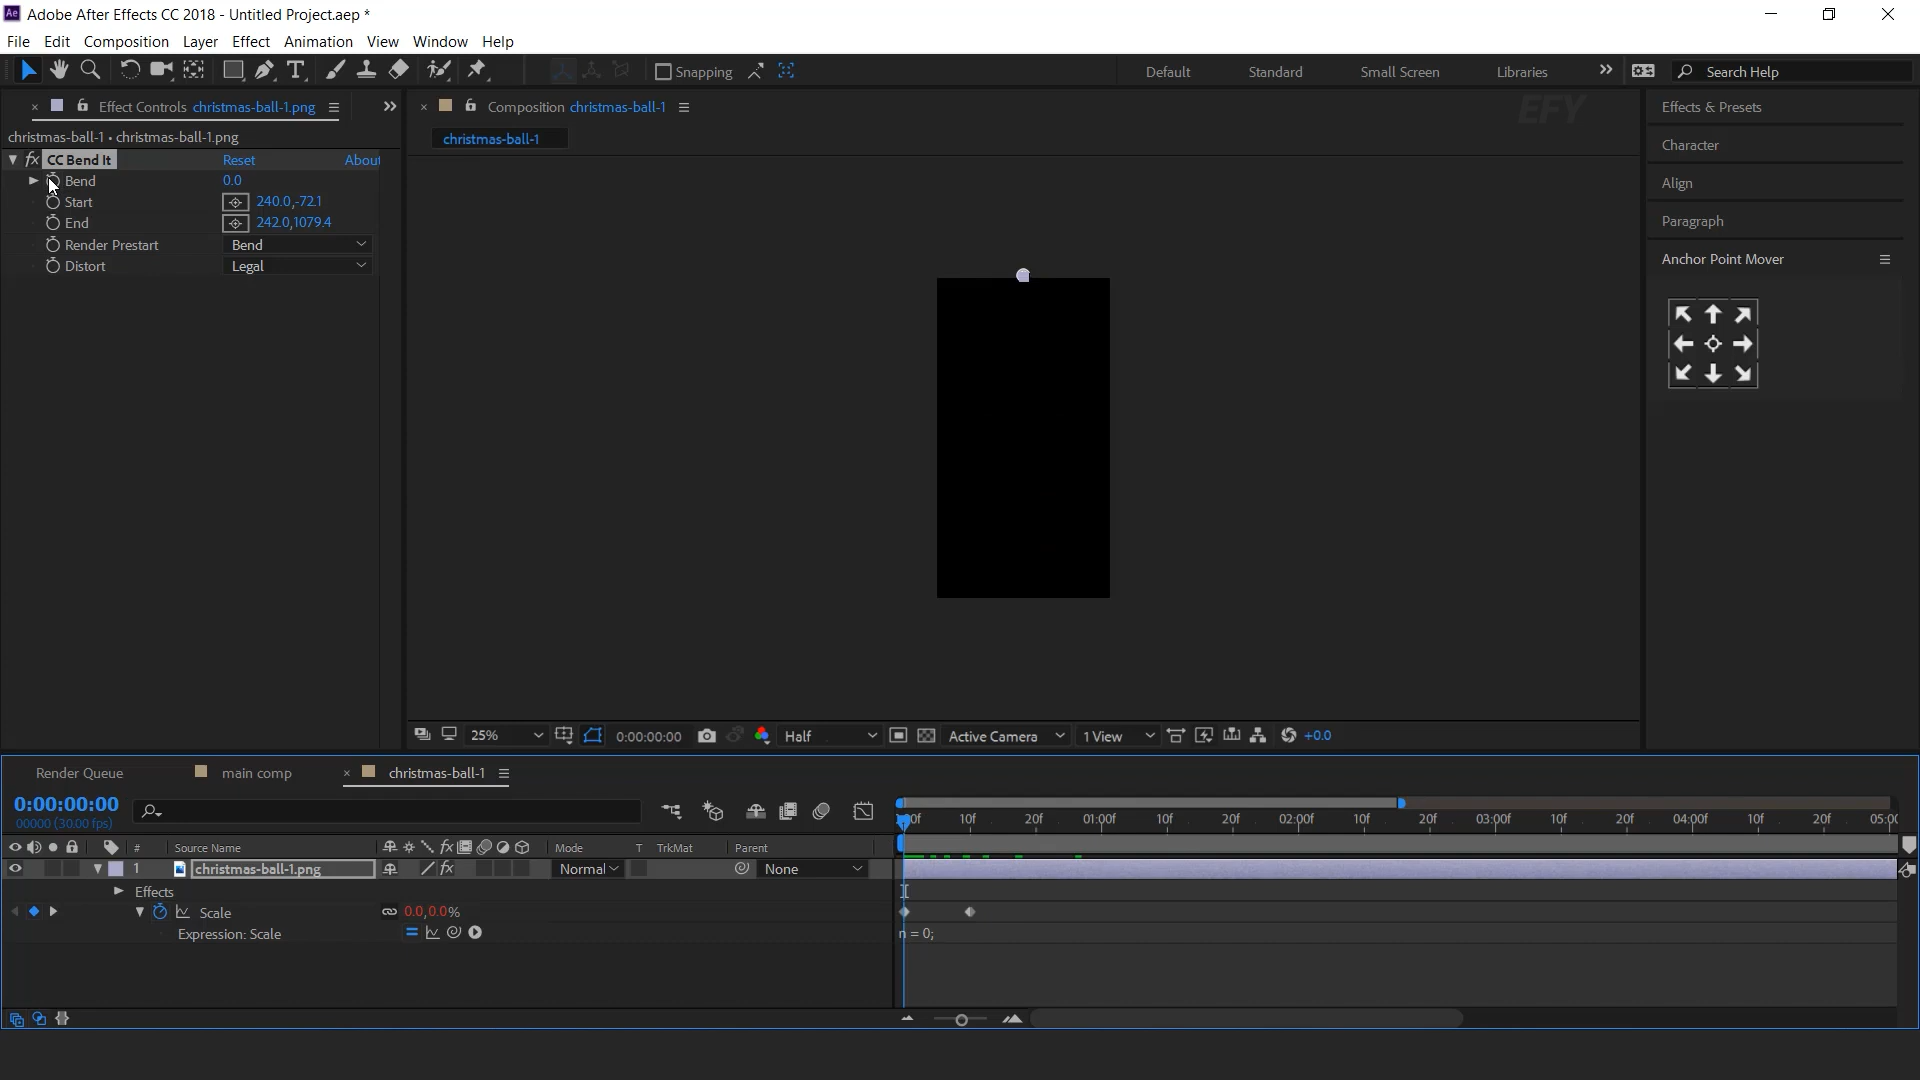 Ae Adobe After Effects CC 2018 - Untitled Project.aep *
File Edit Composition Layer Effect Animation View Window Help
T Snapping Default Standard Small Screen Libraries Search Help
Effect Controls christmas-ball-1.png
Composition christmas-ball-1
EFY
Effects & Presets
christmas-ball-1 • christmas-ball-1.png
christmas-ball-1
Character
fx CC Bend It Reset About
Bend 0.0
Start 240.0,-72.1
End 242.0,1079.4
Render Prestart Bend
Distort Legal
Align
Paragraph
Anchor Point Mover
25% 0:00:00:00 Half Active Camera 1 View +0.0
Render Queue main comp christmas-ball-1
0:00:00:00
00000 (30.00 fps)
10f 20f 01:00f 10f 20f 02:00f 10f 20f 03:00f 10f 20f 04:00f 10f 20f 05:00
# Source Name fx Mode T TrkMat Parent
1 christmas-ball-1.png fx Normal None
Effects
Scale 0.0,0.0%
Expression: Scale n = 0;